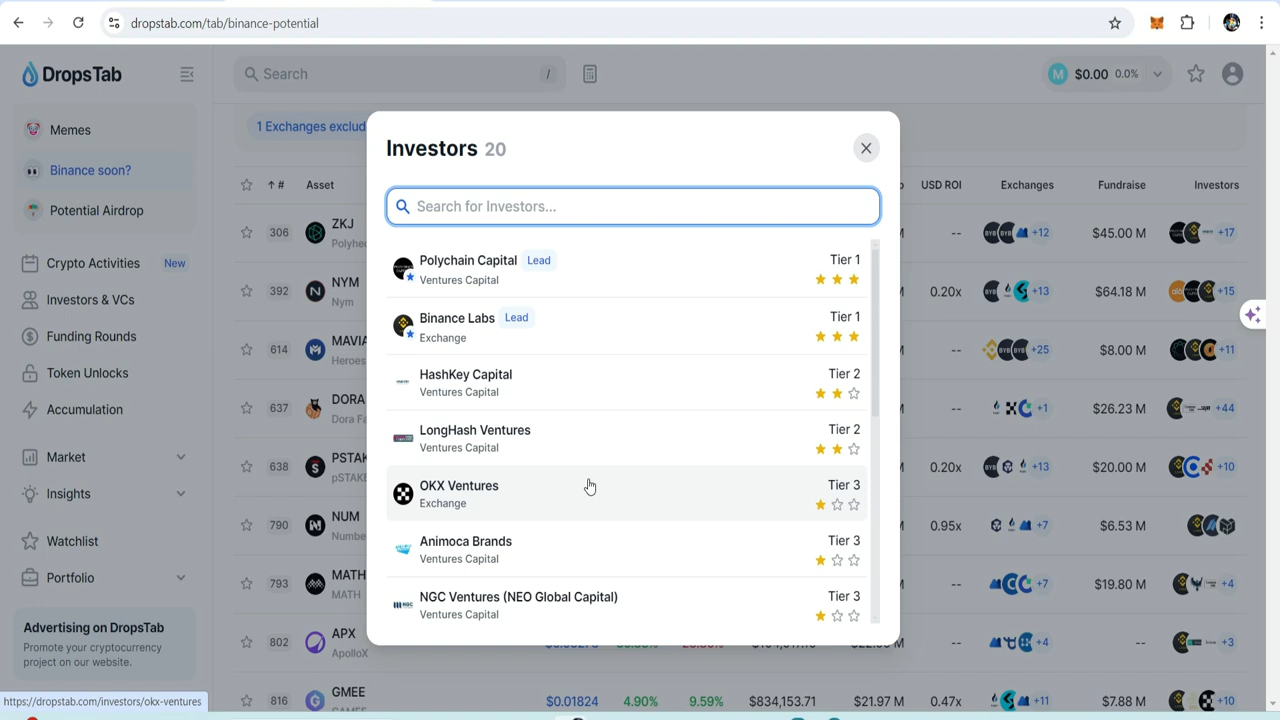 dropstab.com/tab/binance-potential
DropsTab
Search
/
M
$0.00
0.0%
Memes
Binance soon?
Potential Airdrop
Crypto Activities
New
Investors & VCs
Funding Rounds
Token Unlocks
Accumulation
Market
Insights
Watchlist
Portfolio
Advertising on DropsTab
Promote your cryptocurrency
project on our website.
https://dropstab.com/investors/okx-ventures
1 Exchanges exclud
# Asset USD ROI Exchanges Fundraise Investors
306 ZKJ -- +12 $45.00 M +17
392 NYM 0.20x +13 $64.18 M +15
Nym
614 MAVIA -- +25 $8.00 M +11
Heroes
637 DORA -- +1 $26.23 M +44
Dora Fa
638 PSTAK 0.20x +13 $20.00 M +10
pSTAKE
790 NUM 0.95x +7 $6.53 M
Numbe
793 MATH -- +7 $19.80 M +4
MATH
802 APX +4 -- +3
ApolloX
816 GMEE $0.01824 4.90% 9.59% $834,153.71 $21.97 M 0.47x +11 $7.88 M +10
Investors 20
Search for Investors...
Polychain Capital Lead Tier 1
Ventures Capital
Binance Labs Lead Tier 1
Exchange
HashKey Capital Tier 2
Ventures Capital
LongHash Ventures Tier 2
Ventures Capital
OKX Ventures Tier 3
Exchange
Animoca Brands Tier 3
Ventures Capital
NGC Ventures (NEO Global Capital) Tier 3
Ventures Capital